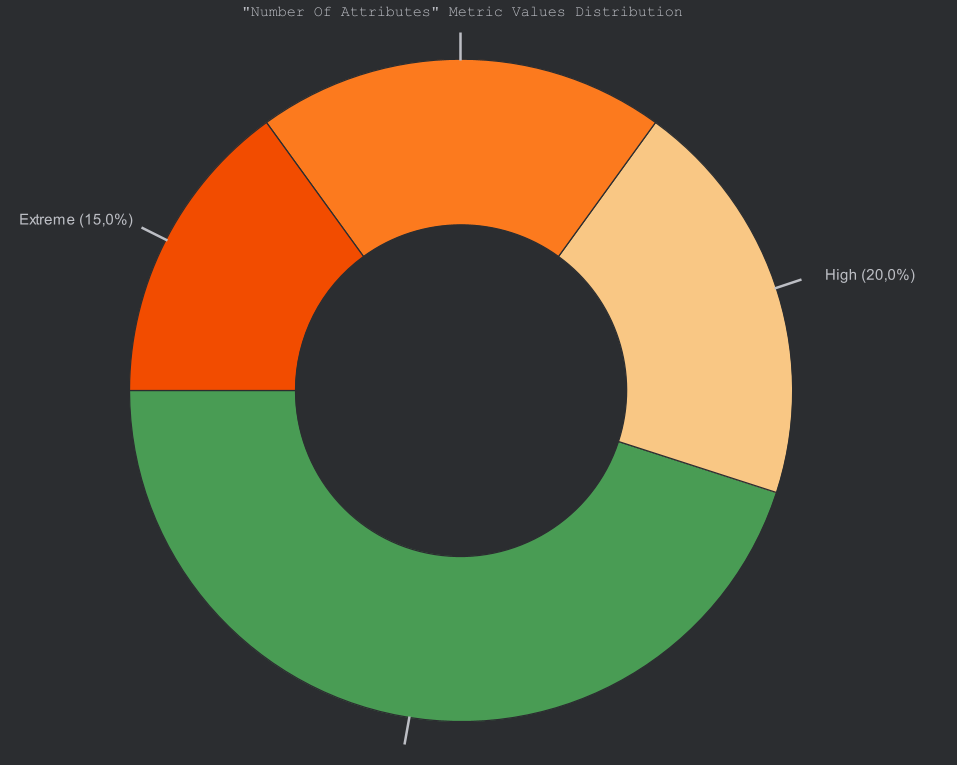 "Number Of Attributes" Metric Values Distribution
Extreme (15,0%)
High (20,0%)